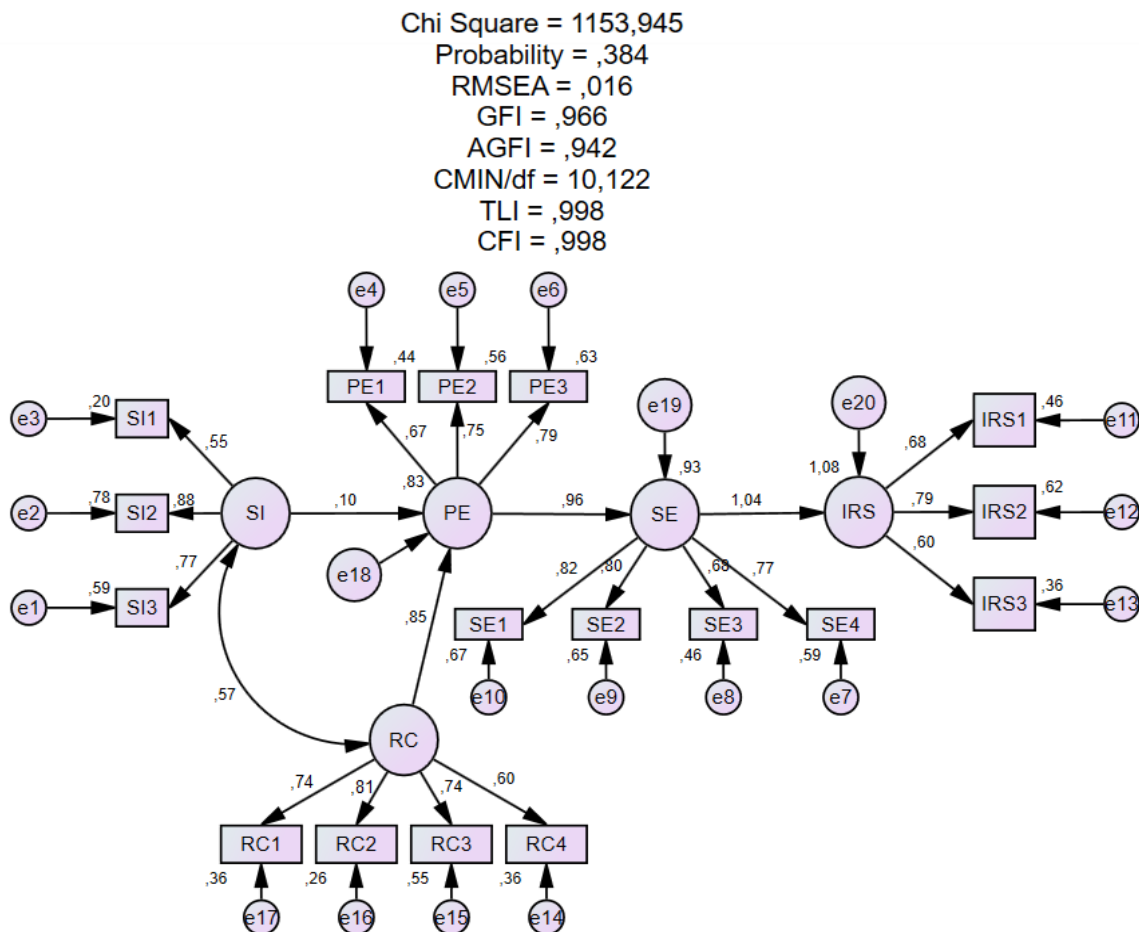 Chi Square = 1153,945
Probability = ,384
RMSEA = ,016
GFI = ,966
AGFI = ,942
CMIN/df = 10,122
TLI = ,998
CFI = ,998
e4 e5 e6
,44 ,56 ,63
PE1 PE2 PE3
e19 e20
,20 ,46
e3 SI1 IRS1 e11
,55 ,67 ,75 ,79 ,68
,83 ,93 1,08
,78 ,88 ,79 ,62
e2 SI2 SI ,10 PE ,96 SE 1,04 IRS IRS2 e12
,77 ,60
e18
,82 ,80 ,68 ,77
,59 ,36
e1 SI3 IRS3 e13
,85
SE1 SE2 SE3 SE4
,67 ,65 ,46 ,59
e10 e9 e8 e7
,57
RC
,74 ,81 ,74 ,60
RC1 RC2 RC3 RC4
,36 ,26 ,55 ,36
e17 e16 e15 e14